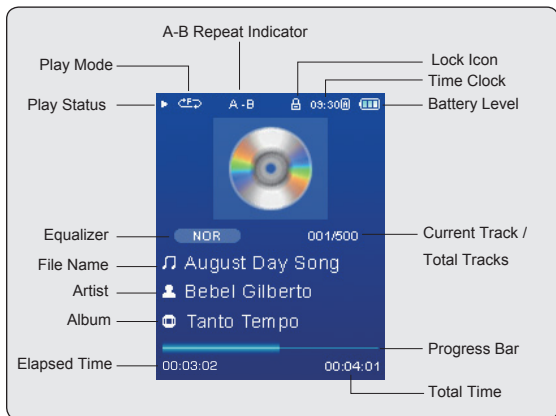 A-B Repeat Indicator
Play Mode
Lock Icon
Time Clock
Play Status
Battery Level
A-B
09:30
Equalizer
NOR
001/500
Current Track /
Total Tracks
File Name
August Day Song
Artist
Bebel Gilberto
Album
Tanto Tempo
Progress Bar
Elapsed Time
00:03:02
00:04:01
Total Time